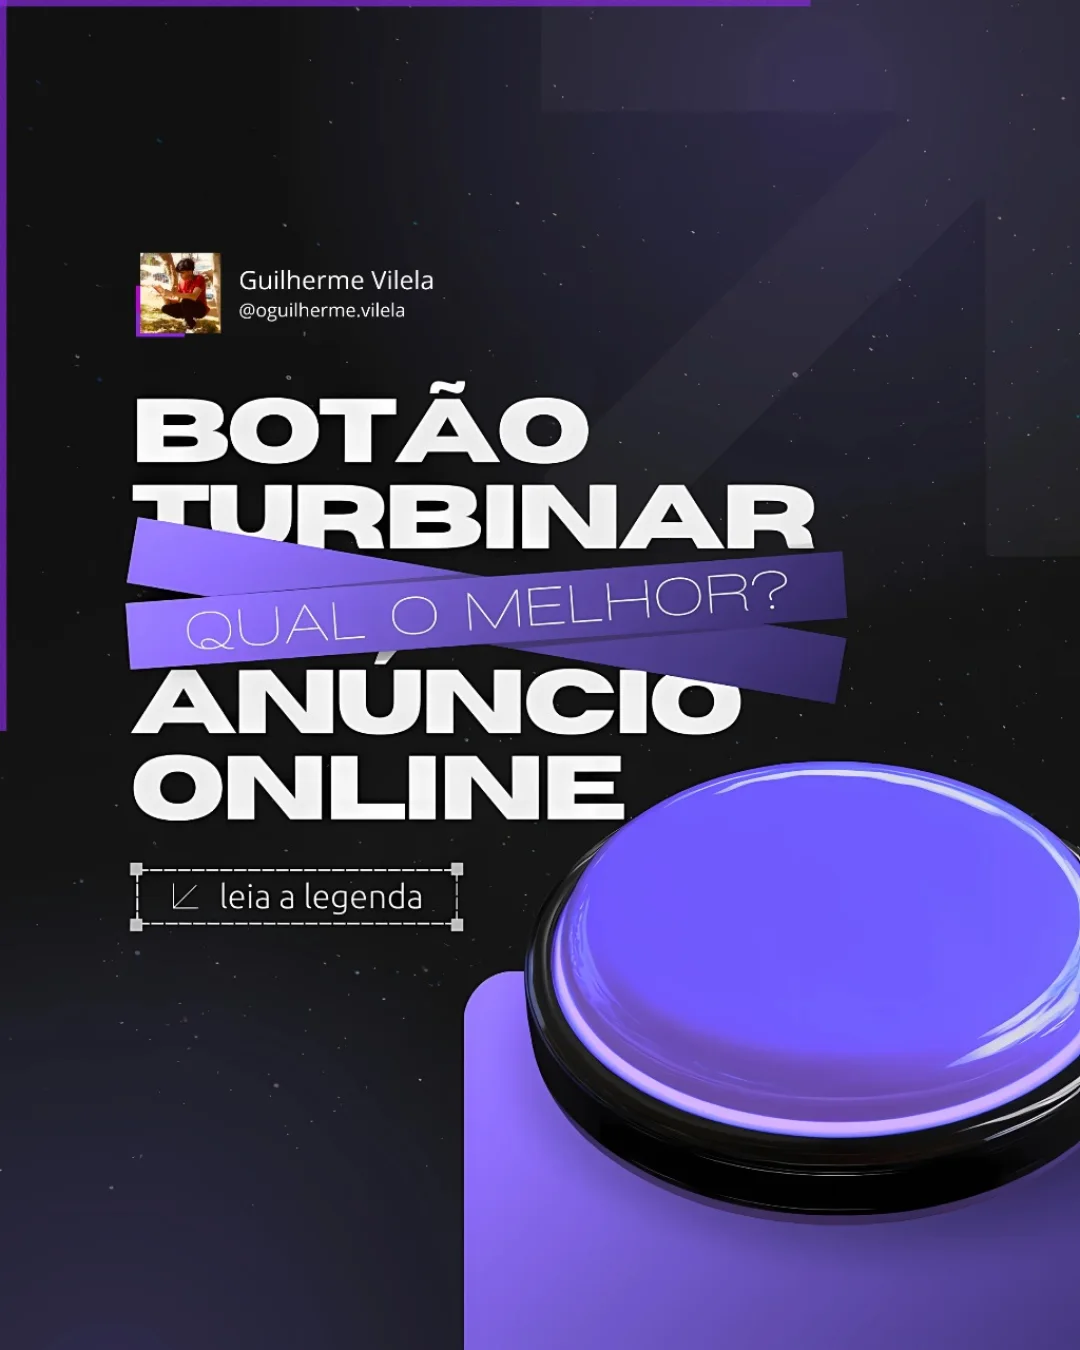 Guilherme Vilela
@oguilherme.vilela
BOTÃO
TURBINAR
QUAL O MELHOR?
ANÚNCIO
ONLINE
leia a legenda